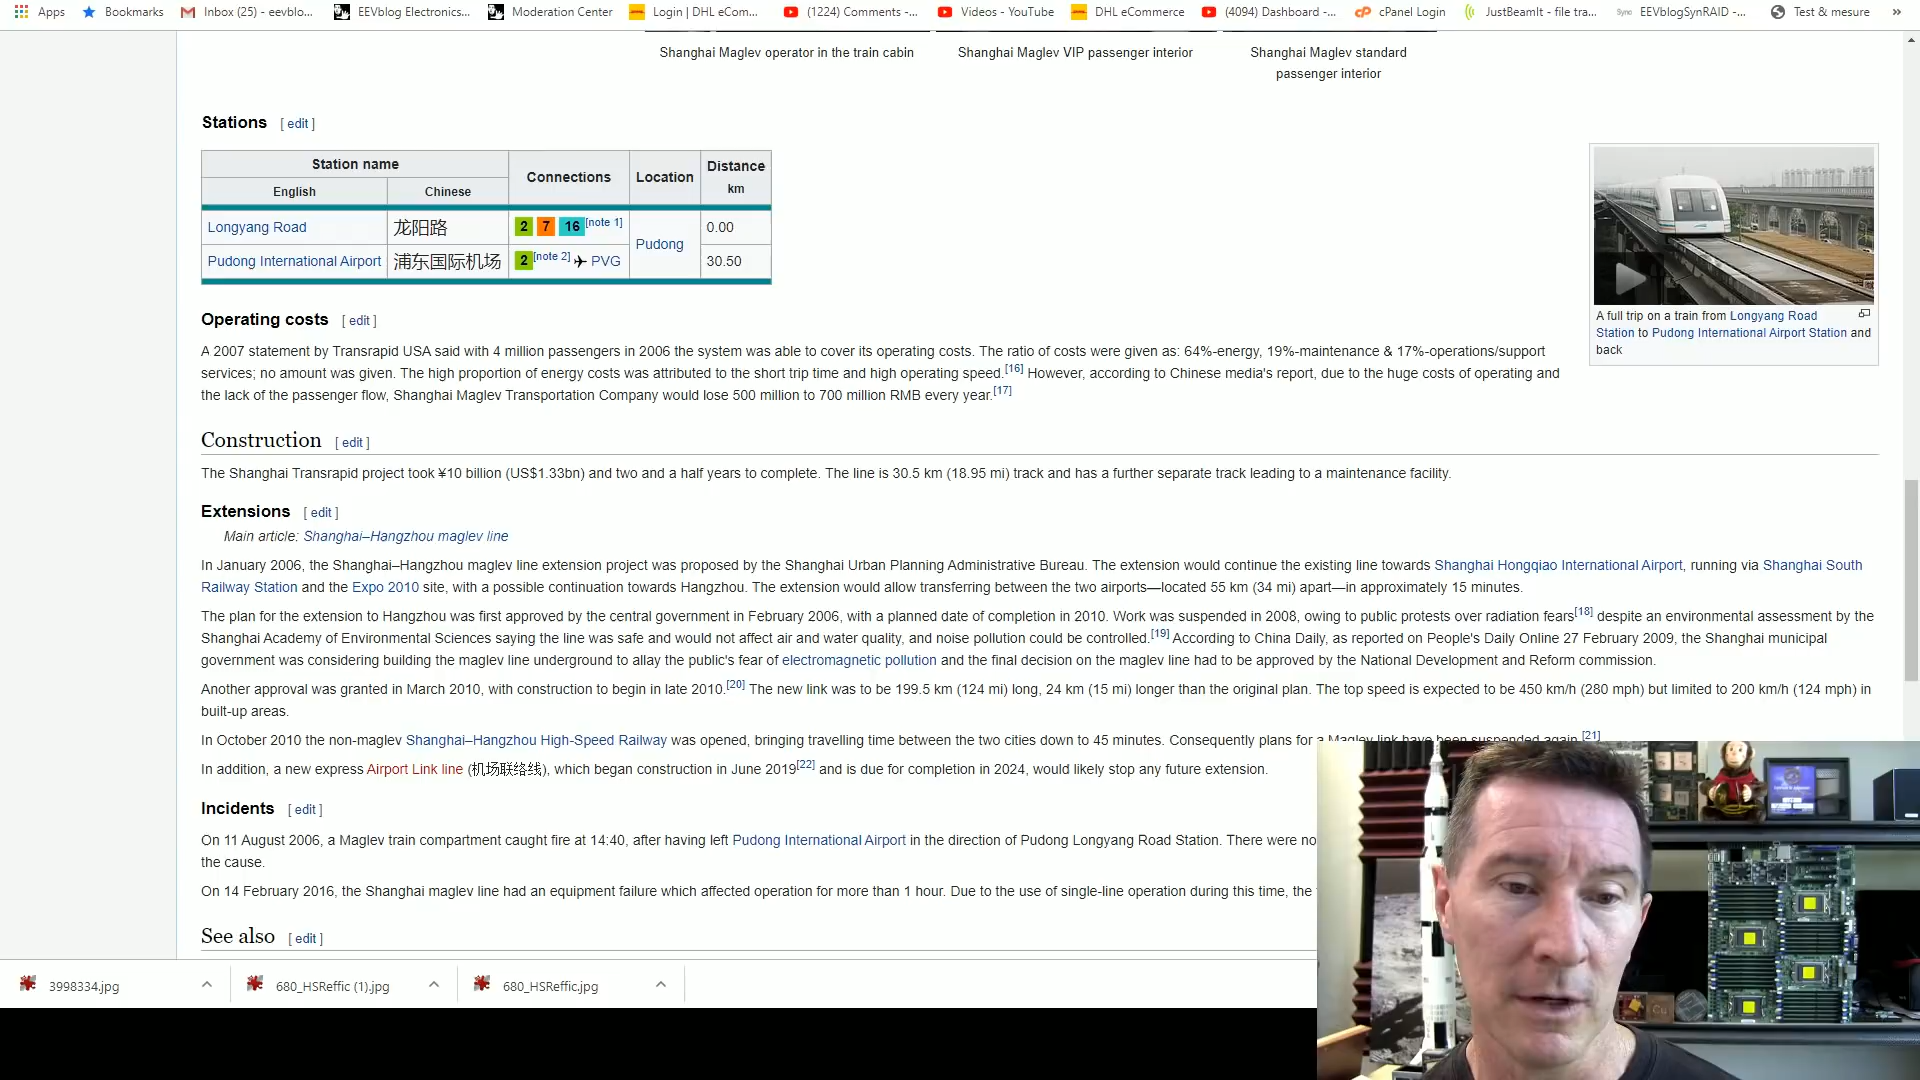 Apps Bookmarks Inbox (25) - eevblo... EEVblog Electronics... Moderation Center Login | DHL eCom... (1224) Comments -... Videos - YouTube DHL eCommerce (4094) Dashboard -... cPanel Login JustBeamIt - file tra... EEVblogSynRAID -... Test & mesure »
Shanghai Maglev operator in the train cabin
Shanghai Maglev VIP passenger interior
Shanghai Maglev standard
passenger interior
Stations [ edit ]
Station name Connections Location Distance
km
English Chinese
Longyang Road 龙阳路 2 7 16 [note 1] Pudong 0.00
Pudong International Airport 浦东国际机场 2 [note 2] PVG 30.50
A full trip on a train from Longyang Road
Station to Pudong International Airport Station and
back
Operating costs [ edit ]
A 2007 statement by Transrapid USA said with 4 million passengers in 2006 the system was able to cover its operating costs. The ratio of costs were given as: 64%-energy, 19%-maintenance & 17%-operations/support
services; no amount was given. The high proportion of energy costs was attributed to the short trip time and high operating speed.[16] However, according to Chinese media's report, due to the huge costs of operating and
the lack of the passenger flow, Shanghai Maglev Transportation Company would lose 500 million to 700 million RMB every year.[17]
Construction [ edit ]
The Shanghai Transrapid project took ¥10 billion (US$1.33bn) and two and a half years to complete. The line is 30.5 km (18.95 mi) track and has a further separate track leading to a maintenance facility.
Extensions [ edit ]
Main article: Shanghai–Hangzhou maglev line
In January 2006, the Shanghai–Hangzhou maglev line extension project was proposed by the Shanghai Urban Planning Administrative Bureau. The extension would continue the existing line towards Shanghai Hongqiao International Airport, running via Shanghai South
Railway Station and the Expo 2010 site, with a possible continuation towards Hangzhou. The extension would allow transferring between the two airports—located 55 km (34 mi) apart—in approximately 15 minutes.
The plan for the extension to Hangzhou was first approved by the central government in February 2006, with a planned date of completion in 2010. Work was suspended in 2008, owing to public protests over radiation fears[18] despite an environmental assessment by the
Shanghai Academy of Environmental Sciences saying the line was safe and would not affect air and water quality, and noise pollution could be controlled.[19] According to China Daily, as reported on People's Daily Online 27 February 2009, the Shanghai municipal
government was considering building the maglev line underground to allay the public's fear of electromagnetic pollution and the final decision on the maglev line had to be approved by the National Development and Reform commission.
Another approval was granted in March 2010, with construction to begin in late 2010.[20] The new link was to be 199.5 km (124 mi) long, 24 km (15 mi) longer than the original plan. The top speed is expected to be 450 km/h (280 mph) but limited to 200 km/h (124 mph) in
built-up areas.
In October 2010 the non-maglev Shanghai–Hangzhou High-Speed Railway was opened, bringing travelling time between the two cities down to 45 minutes. Consequently plans for a Maglev link have been suspended again.[21]
In addition, a new express Airport Link line (机场联络线), which began construction in June 2019[22] and is due for completion in 2024, would likely stop any future extension.
Incidents [ edit ]
On 11 August 2006, a Maglev train compartment caught fire at 14:40, after having left Pudong International Airport in the direction of Pudong Longyang Road Station. There were no
the cause.
On 14 February 2016, the Shanghai maglev line had an equipment failure which affected operation for more than 1 hour. Due to the use of single-line operation during this time, the
See also [ edit ]
3998334.jpg 680_HSReffic (1).jpg 680_HSReffic.jpg